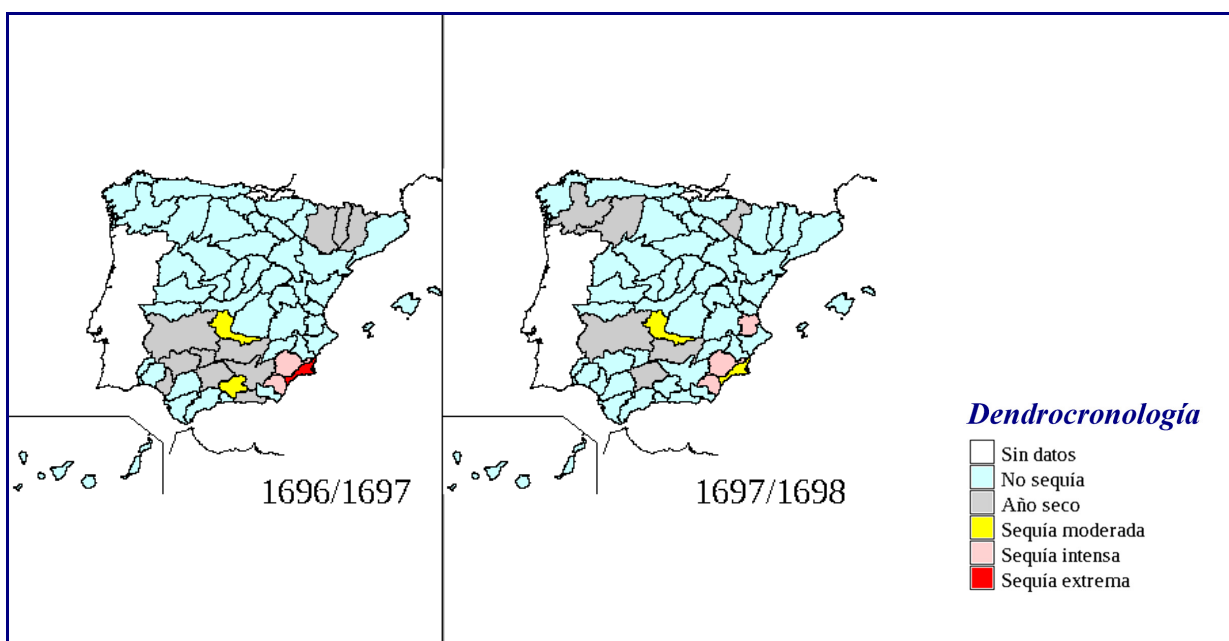 1696/1697
1697/1698
Dendrocronología
Sin datos
No sequía
Año seco
Sequía moderada
Sequía intensa
Sequía extrema